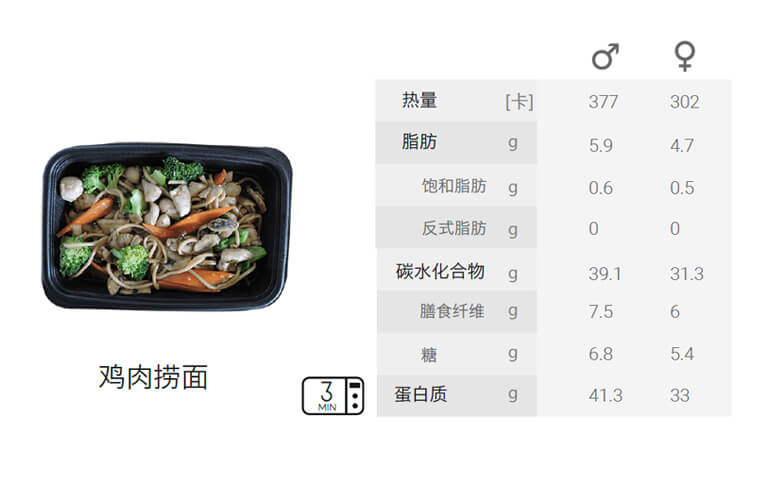 ♂ ♀
热量 [卡] 377 302
脂肪 g 5.9 4.7
饱和脂肪 g 0.6 0.5
反式脂肪 g 0 0
碳水化合物 g 39.1 31.3
膳食纤维 g 7.5 6
糖 g 6.8 5.4
蛋白质 g 41.3 33
鸡肉捞面
3
MIN